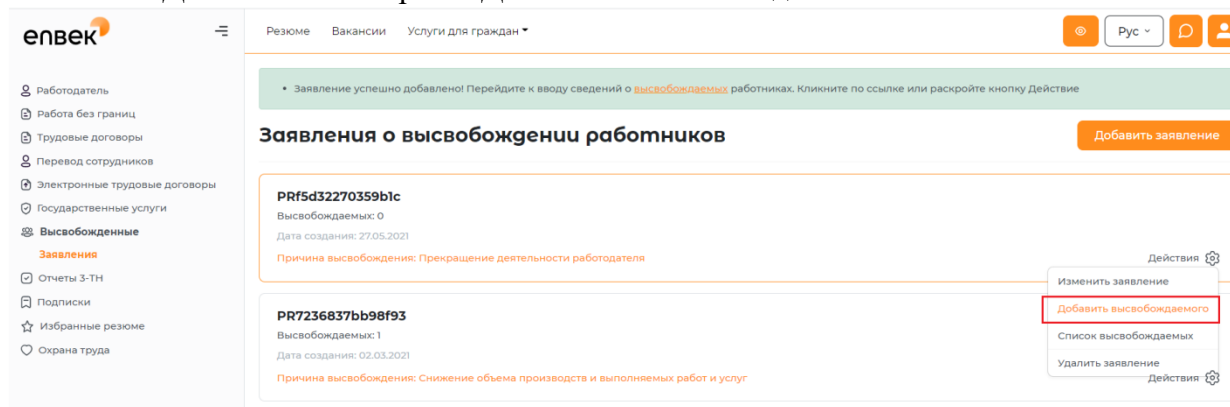 enbek
Резюме Вакансии Услуги для граждан
Рус
Работодатель
Работа без границ
Трудовые договоры
Перевод сотрудников
Электронные трудовые договоры
Государственные услуги
Высвобожденные
Заявления
Отчеты 3-ТН
Подписки
Избранные резюме
Охрана труда
• Заявление успешно добавлено! Перейдите к вводу сведений о высвобождаемых работниках. Кликните по ссылке или раскройте кнопку Действие
Заявления о высвобождении работников
Добавить заявление
PRf5d32270359b1c
Высвобождаемых: 0
Дата создания: 27.05.2021
Причина высвобождения: Прекращение деятельности работодателя
Действия
Изменить заявление
Добавить высвобождаемого
Список высвобождаемых
Удалить заявление
PR7236837bb98f93
Высвобождаемых: 1
Дата создания: 02.03.2021
Причина высвобождения: Снижение объема производств и выполняемых работ и услуг
Действия